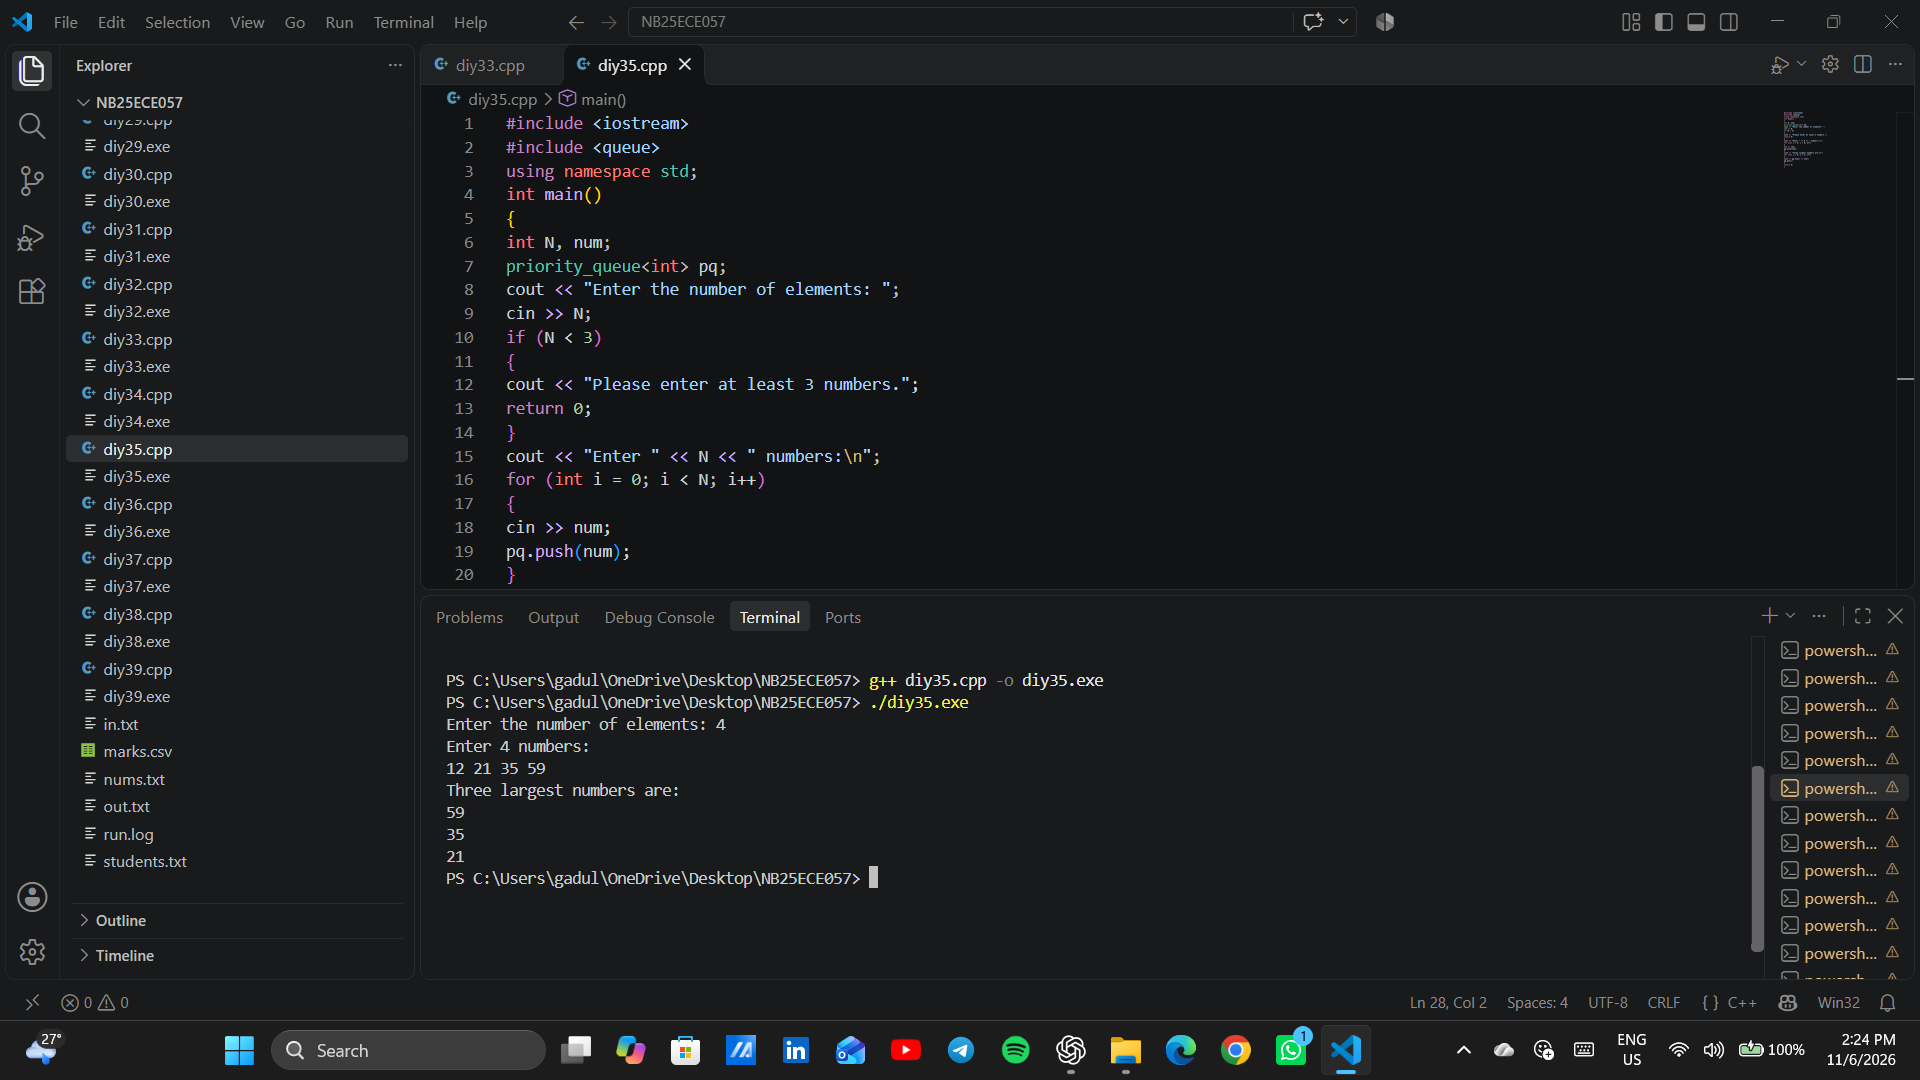 File Edit Selection View Go Run Terminal Help
NB25ECE057
Explorer
NB25ECE057
diy29.cpp
diy29.exe
diy30.cpp
diy30.exe
diy31.cpp
diy31.exe
diy32.cpp
diy32.exe
diy33.cpp
diy33.exe
diy34.cpp
diy34.exe
diy35.cpp
diy35.exe
diy36.cpp
diy36.exe
diy37.cpp
diy37.exe
diy38.cpp
diy38.exe
diy39.cpp
diy39.exe
in.txt
marks.csv
nums.txt
out.txt
run.log
students.txt
Outline
Timeline
diy33.cpp
diy35.cpp
diy35.cpp > main()
1 #include <iostream>
2 #include <queue>
3 using namespace std;
4 int main()
5 {
6 int N, num;
7 priority_queue<int> pq;
8 cout << "Enter the number of elements: ";
9 cin >> N;
10 if (N < 3)
11 {
12 cout << "Please enter at least 3 numbers.";
13 return 0;
14 }
15 cout << "Enter " << N << " numbers:\n";
16 for (int i = 0; i < N; i++)
17 {
18 cin >> num;
19 pq.push(num);
20 }
Problems Output Debug Console Terminal Ports
PS C:\Users\gadul\OneDrive\Desktop\NB25ECE057> g++ diy35.cpp -o diy35.exe
PS C:\Users\gadul\OneDrive\Desktop\NB25ECE057> ./diy35.exe
Enter the number of elements: 4
Enter 4 numbers:
12 21 35 59
Three largest numbers are:
59
35
21
PS C:\Users\gadul\OneDrive\Desktop\NB25ECE057>
powersh...
powersh...
powersh...
powersh...
powersh...
powersh...
powersh...
powersh...
powersh...
powersh...
powersh...
powersh...
0 0
Ln 28, Col 2 Spaces: 4 UTF-8 CRLF {} C++ Win32
27°
Search
1
ENG
US
100%
2:24 PM
11/6/2026